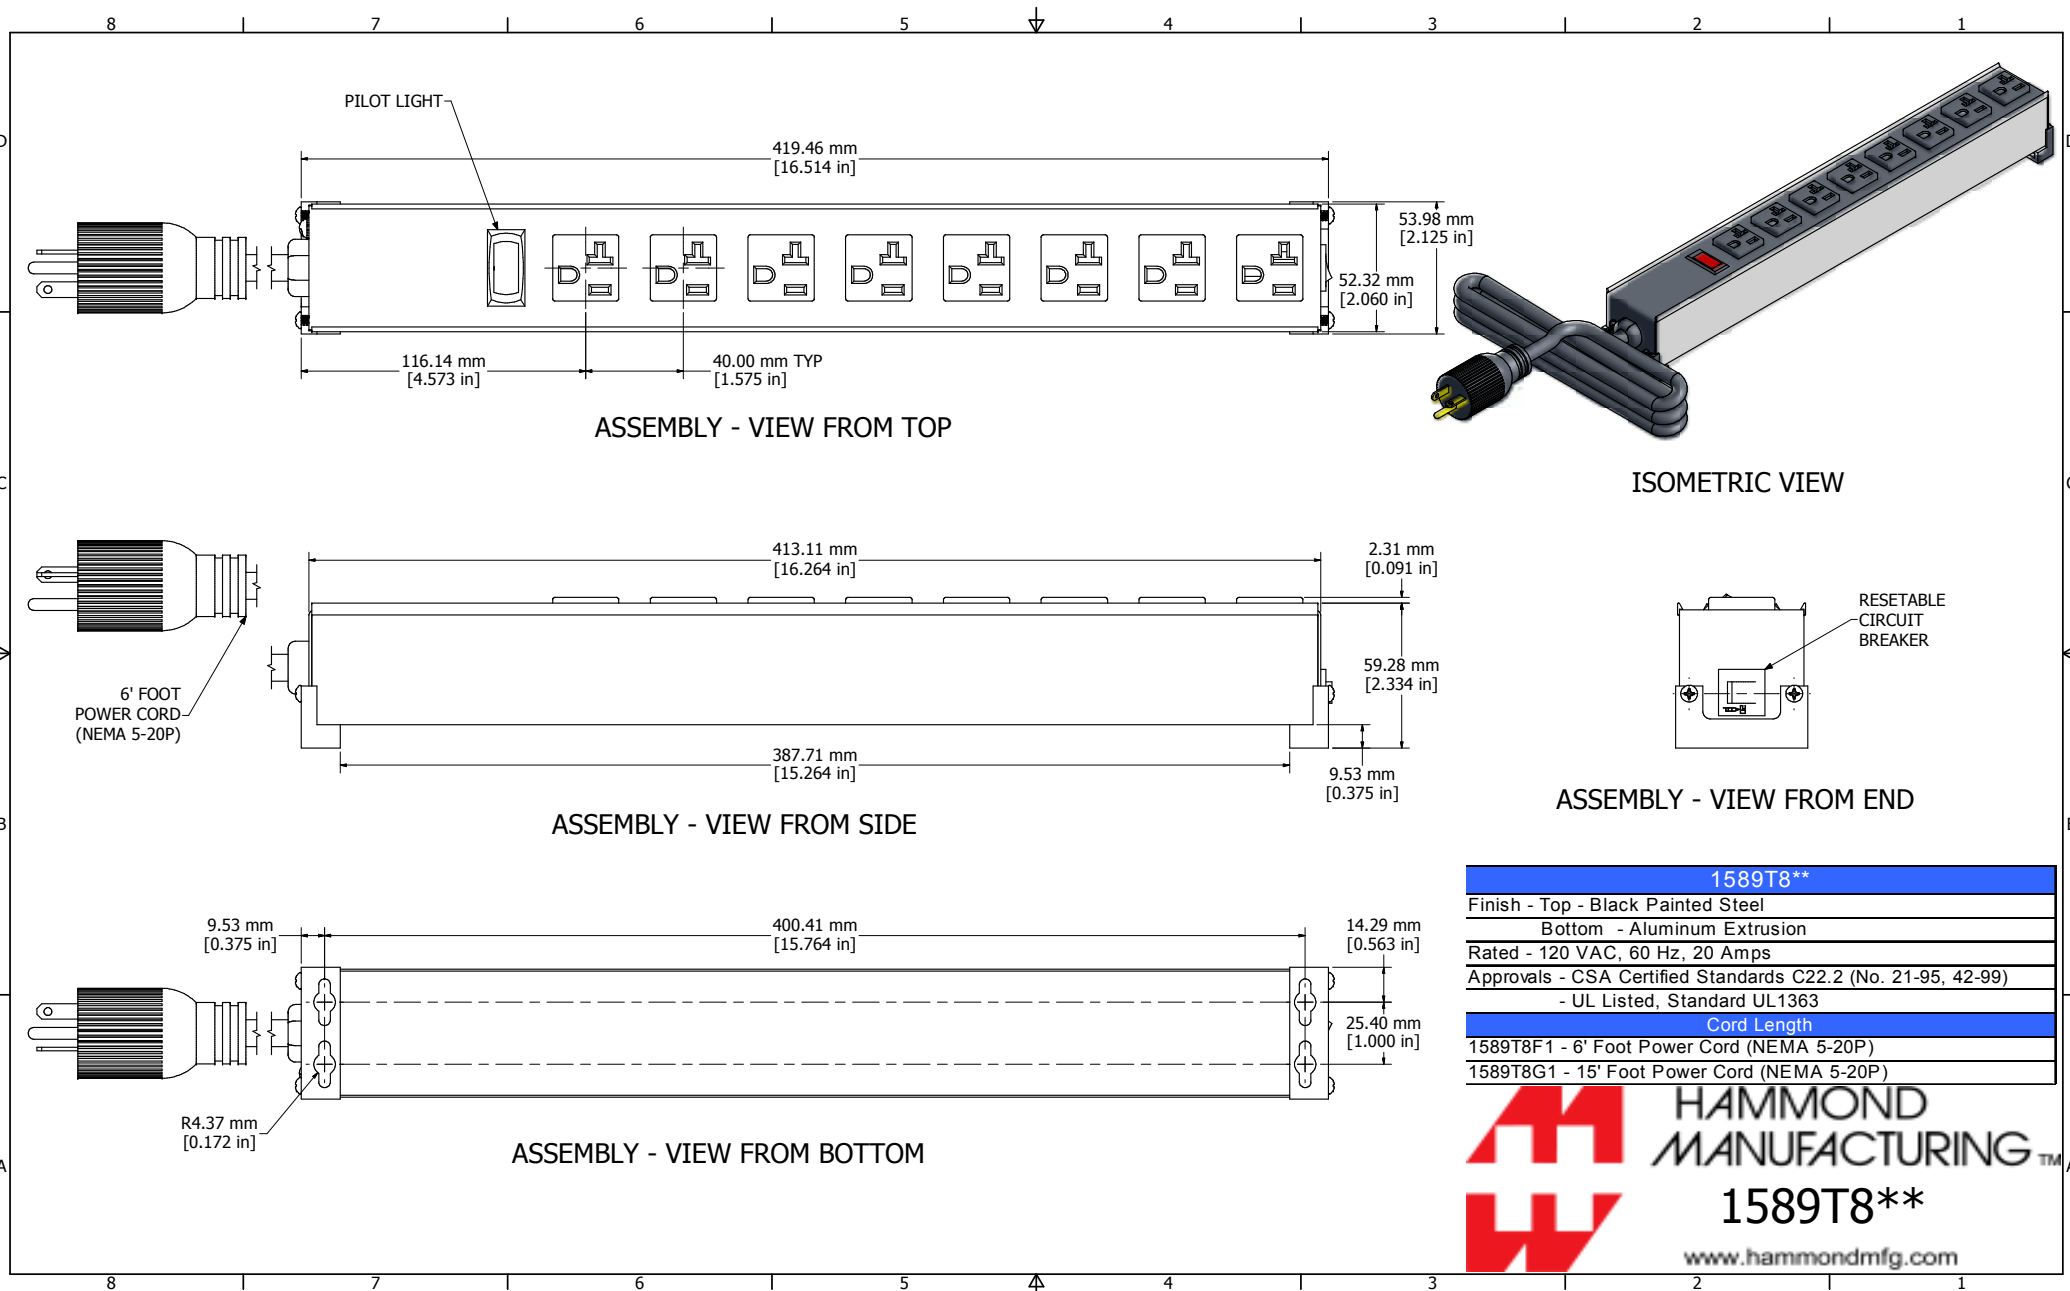 8 7 6 5 4 3 2 1
D
D
PILOT LIGHT
419.46 mm
[16.514 in]
53.98 mm
[2.125 in]
52.32 mm
[2.060 in]
116.14 mm
[4.573 in]
40.00 mm TYP
[1.575 in]
ASSEMBLY - VIEW FROM TOP
ISOMETRIC VIEW
C
C
413.11 mm
[16.264 in]
2.31 mm
[0.091 in]
59.28 mm
[2.334 in]
6' FOOT
POWER CORD
(NEMA 5-20P)
387.71 mm
[15.264 in]
9.53 mm
[0.375 in]
ASSEMBLY - VIEW FROM SIDE
RESETABLE
CIRCUIT
BREAKER
ASSEMBLY - VIEW FROM END
B
B
9.53 mm
[0.375 in]
400.41 mm
[15.764 in]
14.29 mm
[0.563 in]
25.40 mm
[1.000 in]
R4.37 mm
[0.172 in]
ASSEMBLY - VIEW FROM BOTTOM
1589T8**
Finish - Top - Black Painted Steel
Bottom - Aluminum Extrusion
Rated - 120 VAC, 60 Hz, 20 Amps
Approvals - CSA Certified Standards C22.2 (No. 21-95, 42-99)
- UL Listed, Standard UL1363
Cord Length
1589T8F1 - 6' Foot Power Cord (NEMA 5-20P)
1589T8G1 - 15' Foot Power Cord (NEMA 5-20P)
HAMMOND
MANUFACTURING TM
1589T8**
www.hammondmfg.com
A
A
8 7 6 5 4 3 2 1